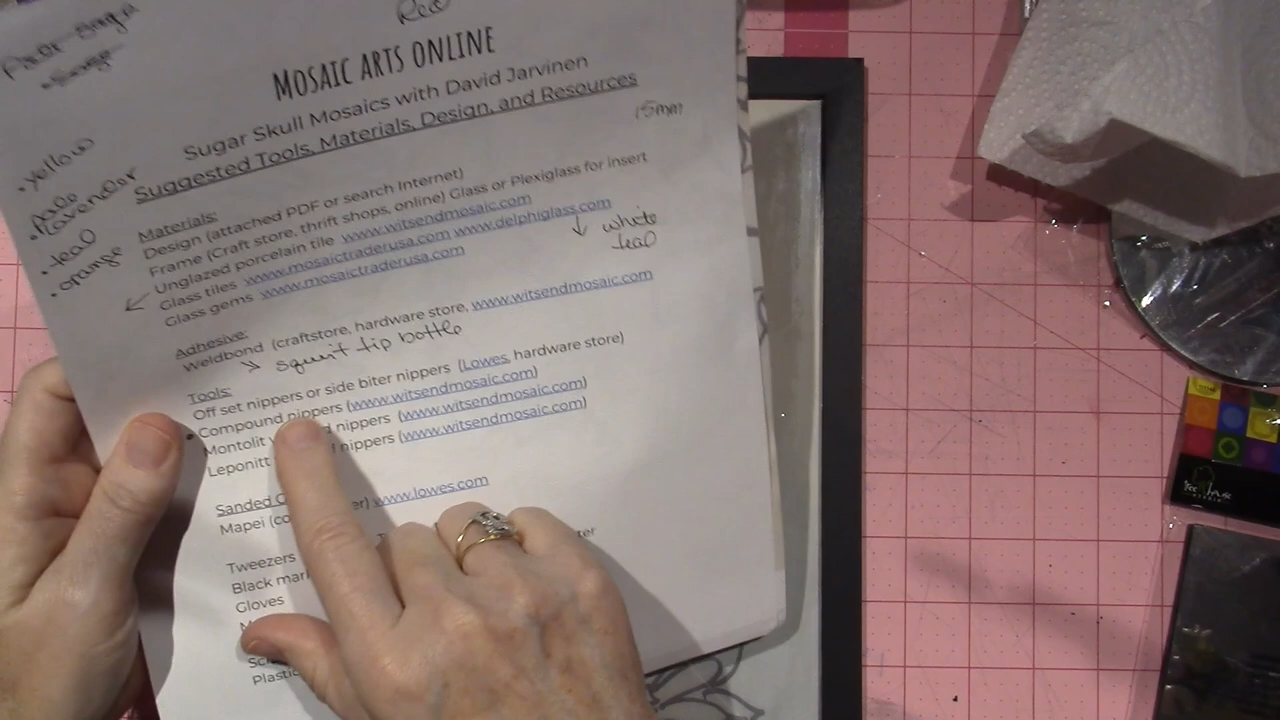 Red
• yellow
• Pale lavender
• teal
• orange
MOSAIC ARTS ONLINE
Sugar Skull Mosaics with David Jarvinen
Suggested Tools, Materials, Design, and Resources
(5mm)
Materials:
Design (attached PDF or search Internet)
Frame (Craft store, thrift shops, online) Glass or Plexiglass for insert
Unglazed porcelain tile www.witsendmosaic.com
Glass tiles www.mosaictraderusa.com www.delphiglass.com
Glass gems www.mosaictraderusa.com
↓ white
teal
Adhesive:
Weldbond (craftstore, hardware store, www.witsendmosaic.com
squirt tip bottle
Tools:
Off set nippers or side biter nippers (Lowes, hardware store)
• Compound nippers (www.witsendmosaic.com)
Montolit nippers (www.witsendmosaic.com)
Leponitt nippers (www.witsendmosaic.com)
Sanded
Mapei www.lowes.com
Tweezers
Black
Gloves